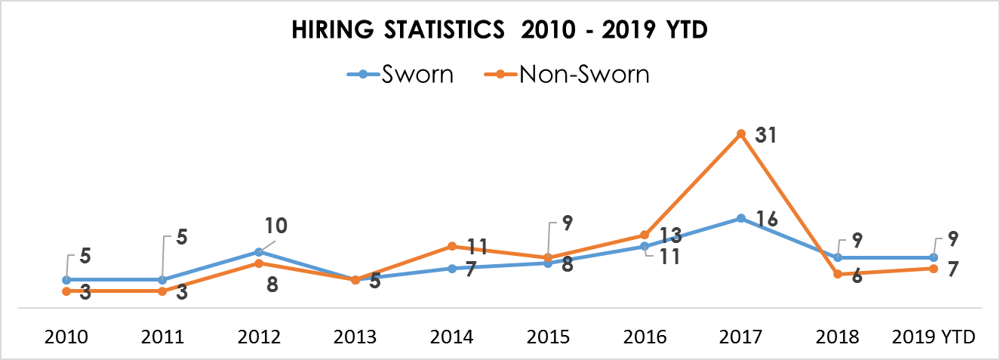 HIRING STATISTICS 2010 - 2019 YTD
Sworn Non-Sworn
31
10 9 16
5 5 11 13 9 9
3 3 8 5 7 8 11 6 7
2010 2011 2012 2013 2014 2015 2016 2017 2018 2019 YTD